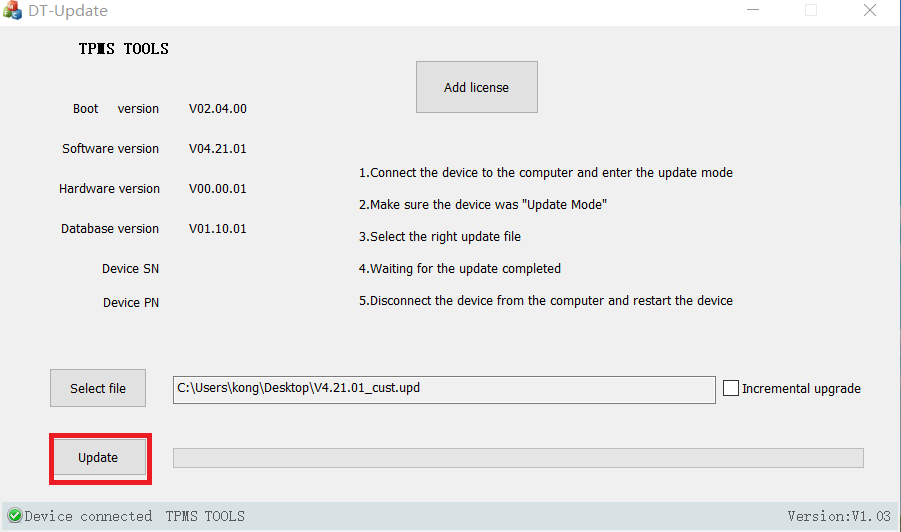 DT-Update
TPMS TOOLS
Add license
Boot version V02.04.00
Software version V04.21.01
Hardware version V00.00.01
Database version V01.10.01
Device SN
Device PN
1.Connect the device to the computer and enter the update mode
2.Make sure the device was "Update Mode"
3.Select the right update file
4.Waiting for the update completed
5.Disconnect the device from the computer and restart the device
Select file C:\Users\kong\Desktop\V4.21.01_cust.upd Incremental upgrade
Update
Device connected TPMS TOOLS Version:V1.03